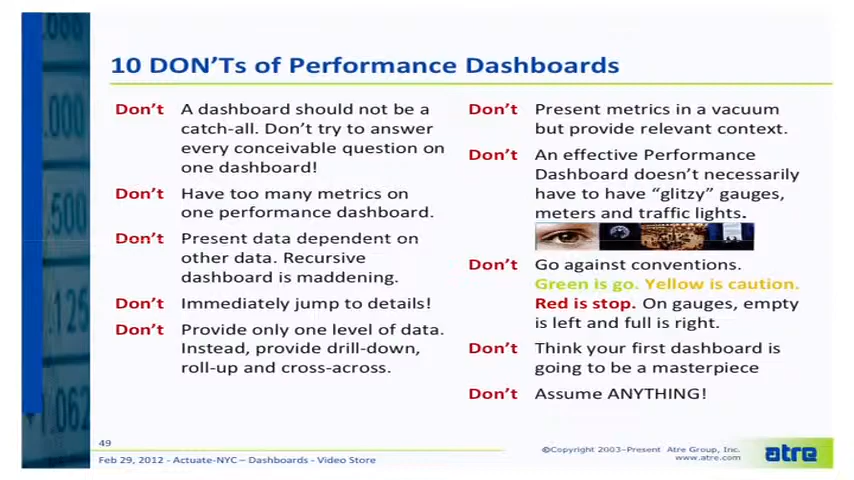 10 DON'Ts of Performance Dashboards
Don't A dashboard should not be a
catch-all. Don't try to answer
every conceivable question on
one dashboard!
Don't Have too many metrics on
one performance dashboard.
Don't Present data dependent on
other data. Recursive
dashboard is maddening.
Don't Immediately jump to details!
Don't Provide only one level of data.
Instead, provide drill-down,
roll-up and cross-across.
Don't Present metrics in a vacuum
but provide relevant context.
Don't An effective Performance
Dashboard doesn't necessarily
have to have “glitzy” gauges,
meters and traffic lights.
Don't Go against conventions.
Green is go. Yellow is caution.
Red is stop. On gauges, empty
is left and full is right.
Don't Think your first dashboard is
going to be a masterpiece
Don't Assume ANYTHING!
49
Feb 29, 2012 - Actuate-NYC – Dashboards - Video Store
©Copyright 2003–Present Atre Group, Inc.
www.atre.com
atre
.000
.500
.125
1.062